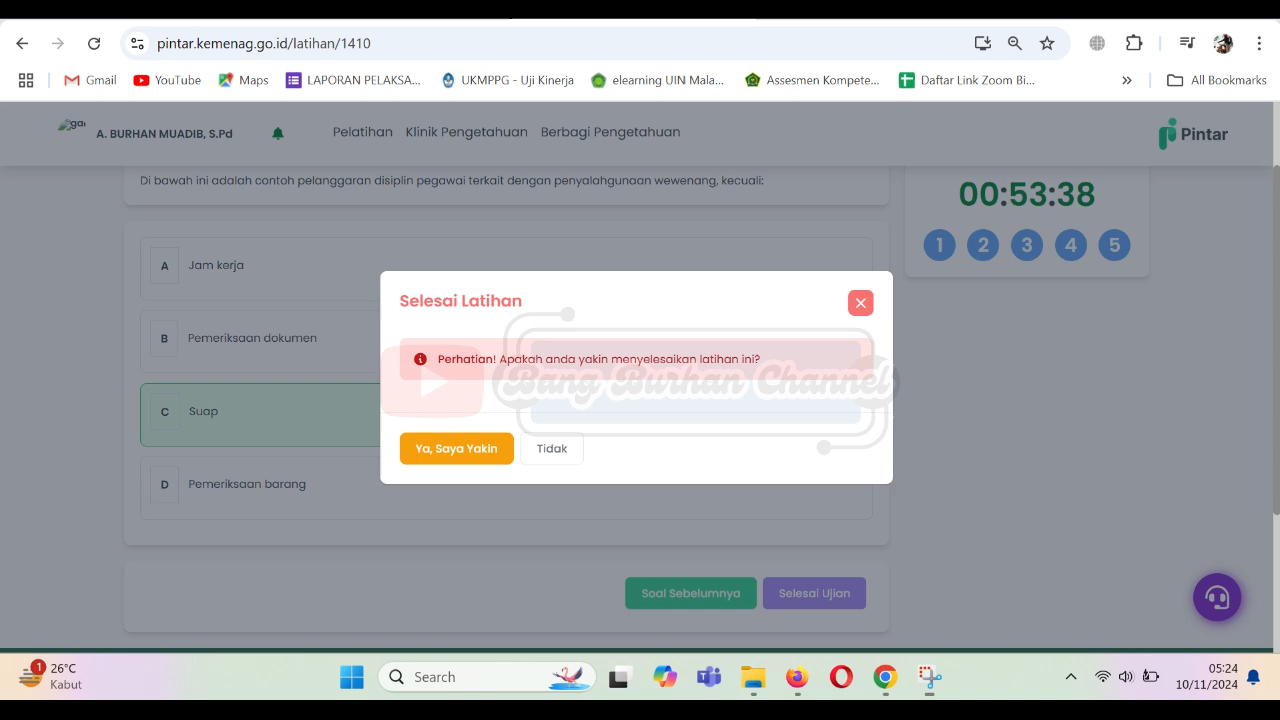 pintar.kemenag.go.id/latihan/1410
Gmail
YouTube
Maps
LAPORAN PELAKSA...
UKMPPG - Uji Kinerja
elearning UIN Mala...
Assesmen Kompete...
Daftar Link Zoom Bi...
»
All Bookmarks
A. BURHAN MUADIB, S.Pd
Pelatihan
Klinik Pengetahuan
Berbagi Pengetahuan
Pintar
Di bawah ini adalah contoh pelanggaran disiplin pegawai terkait dengan penyalahgunaan wewenang, kecuali:
00:53:38
1 2 3 4 5
A Jam kerja
B Pemeriksaan dokumen
C Suap
D Pemeriksaan barang
Selesai Latihan
Perhatian! Apakah anda yakin menyelesaikan latihan ini?
Bang Burhan Channel
Ya, Saya Yakin
Tidak
Soal Sebelumnya
Selesai Ujian
1
26°C
Kabut
Search
05:24
10/11/2024